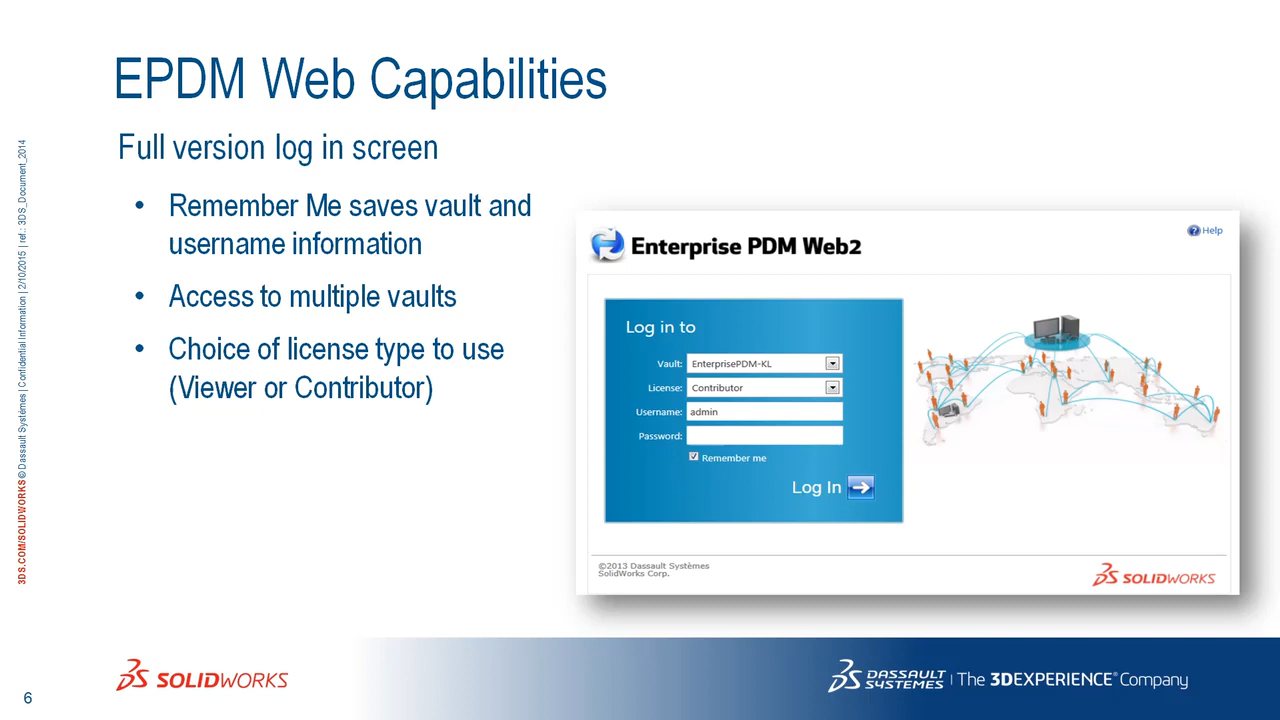 EPDM Web Capabilities
Full version log in screen
• Remember Me saves vault and
username information
• Access to multiple vaults
• Choice of license type to use
(Viewer or Contributor)
Enterprise PDM Web2
Help
Log in to
Vault: EnterprisePDM-KL
License: Contributor
Username: admin
Password:
Remember me
Log In
©2013 Dassault Systèmes
SolidWorks Corp.
SOLIDWORKS
3DS.COM/SOLIDWORKS © Dassault Systèmes | Confidential Information | 2/10/2015 | ref.: 3DS_Document_2014
6
SOLIDWORKS
DASSAULT SYSTEMES | The 3DEXPERIENCE® Company